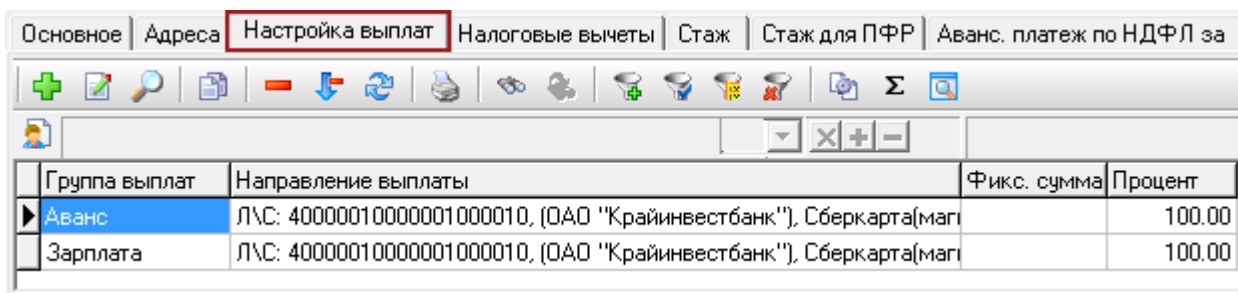 Основное Адреса Настройка выплат Налоговые вычеты Стаж Стаж для ПФР Аванс. платеж по НДФЛ за
Σ
Группа выплат Направление выплаты Фикс. сумма Процент
Аванс Л\С: 40000010000001000010, (ОАО "Крайинвестбанк"), Сберкарта(маг 100.00
Зарплата Л\С: 40000010000001000010, (ОАО "Крайинвестбанк"), Сберкарта(маг 100.00